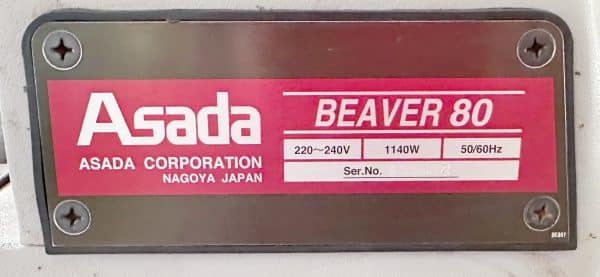 Asada
ASADA CORPORATION
NAGOYA JAPAN
BEAVER 80
220～240V 1140W 50/60Hz
Ser.No.